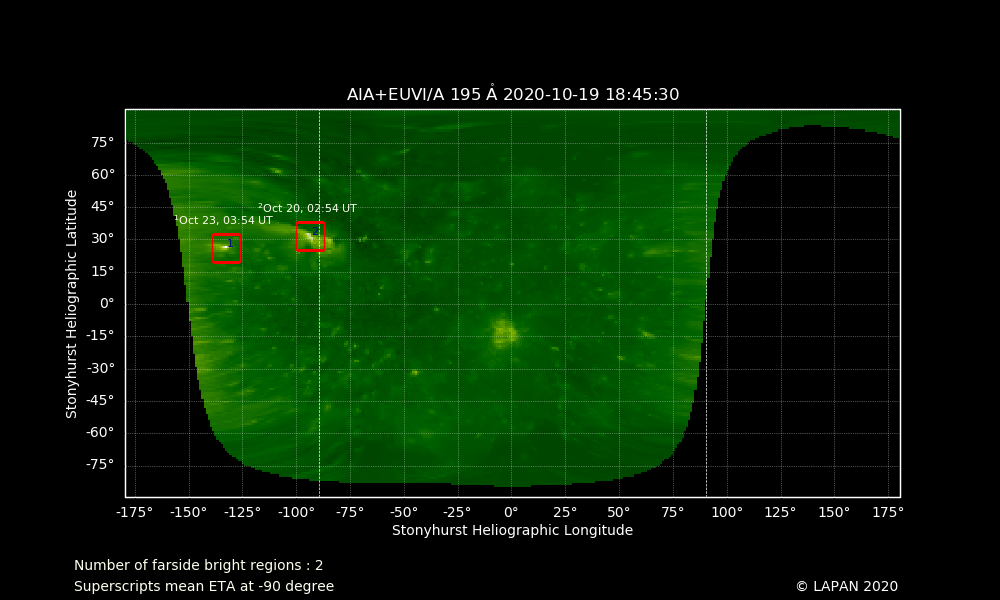 AIA+EUVI/A 195 Å 2020-10-19 18:45:30
Stonyhurst Heliographic Latitude
75°
60°
45°
30°
15°
0°
-15°
-30°
-45°
-60°
-75°
²Oct 20, 02:54 UT
¹Oct 23, 03:54 UT
1
2
-175° -150° -125° -100° -75° -50° -25° 0° 25° 50° 75° 100° 125° 150° 175°
Stonyhurst Heliographic Longitude
Number of farside bright regions : 2
Superscripts mean ETA at -90 degree
© LAPAN 2020